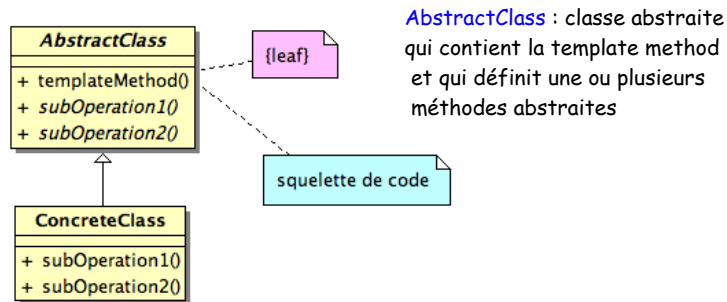 AbstractClass
+ templateMethod()
+ subOperation1()
+ subOperation2()
{leaf}
squelette de code
ConcreteClass
+ subOperation1()
+ subOperation2()
AbstractClass : classe abstraite
qui contient la template method
et qui définit une ou plusieurs
méthodes abstraites